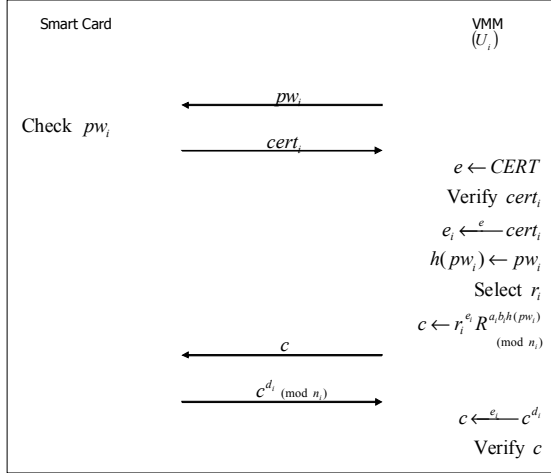 Smart Card VMM
(U_i)
pw_i
Check pw_i
cert_i
e ← CERT
Verify cert_i
e_i ←^e cert_i
h(pw_i) ← pw_i
Select r_i
c ← r_i^{e_i} R^{a_i b_i h(pw_i)} (mod n_i)
c
c^{d_i} (mod n_i)
c ←^{e_i} c^{d_i}
Verify c